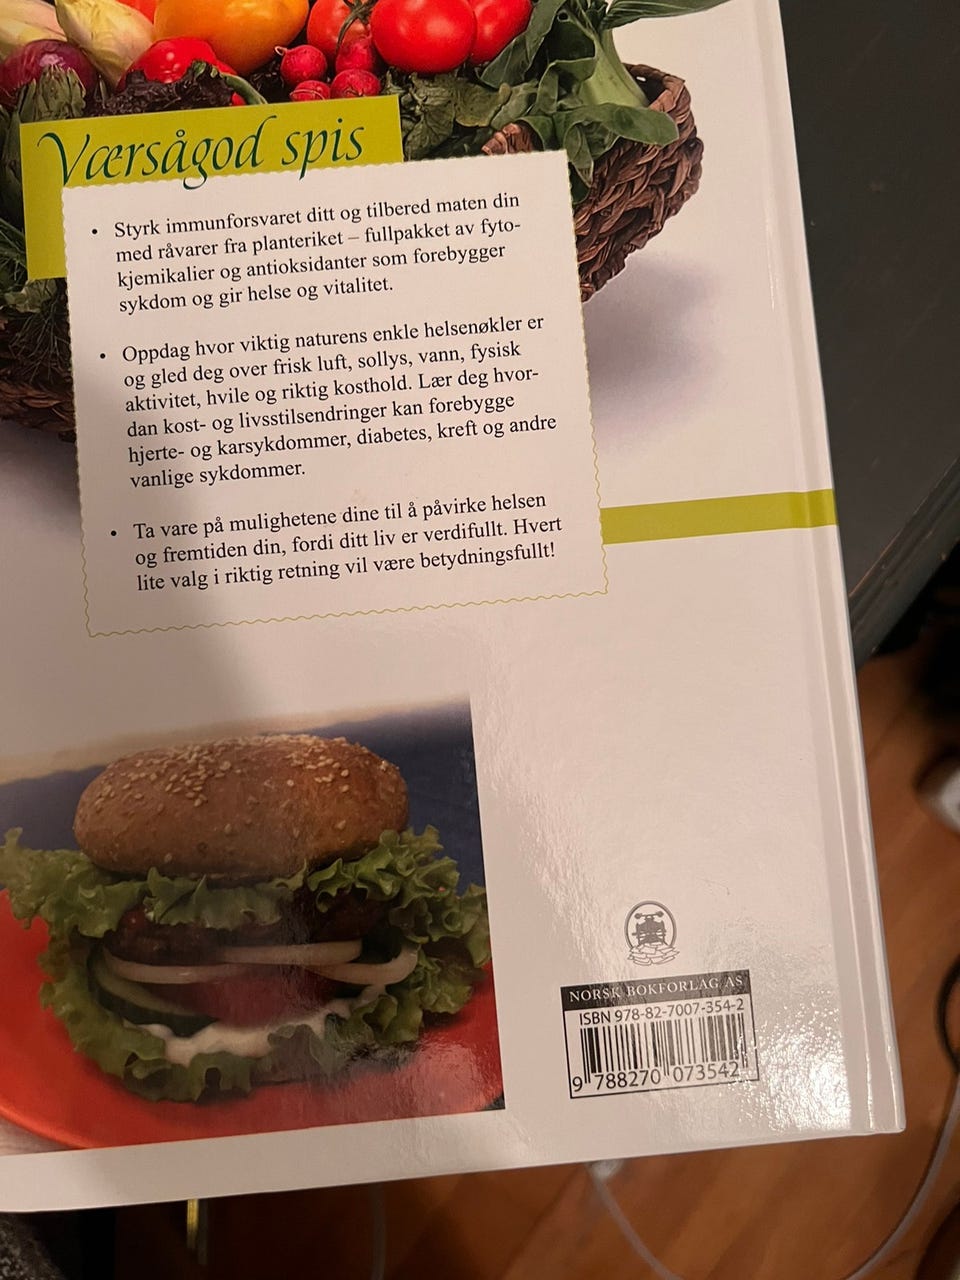 Værsågod spis
• Styrk immunforsvaret ditt og tilbered maten din
med råvarer fra planteriket – fullpakket av fyto-
kjemikalier og antioksidanter som forebygger
sykdom og gir helse og vitalitet.
• Oppdag hvor viktig naturens enkle helsenøkler er
og gled deg over frisk luft, sollys, vann, fysisk
aktivitet, hvile og riktig kosthold. Lær deg hvor-
dan kost- og livsstilsendringer kan forebygge
hjerte- og karsykdommer, diabetes, kreft og andre
vanlige sykdommer.
• Ta vare på mulighetene dine til å påvirke helsen
og fremtiden din, fordi ditt liv er verdifullt. Hvert
lite valg i riktig retning vil være betydningsfullt!
NORSK BOKFORLAG AS
ISBN 978-82-7007-354-2
9 788270 073542